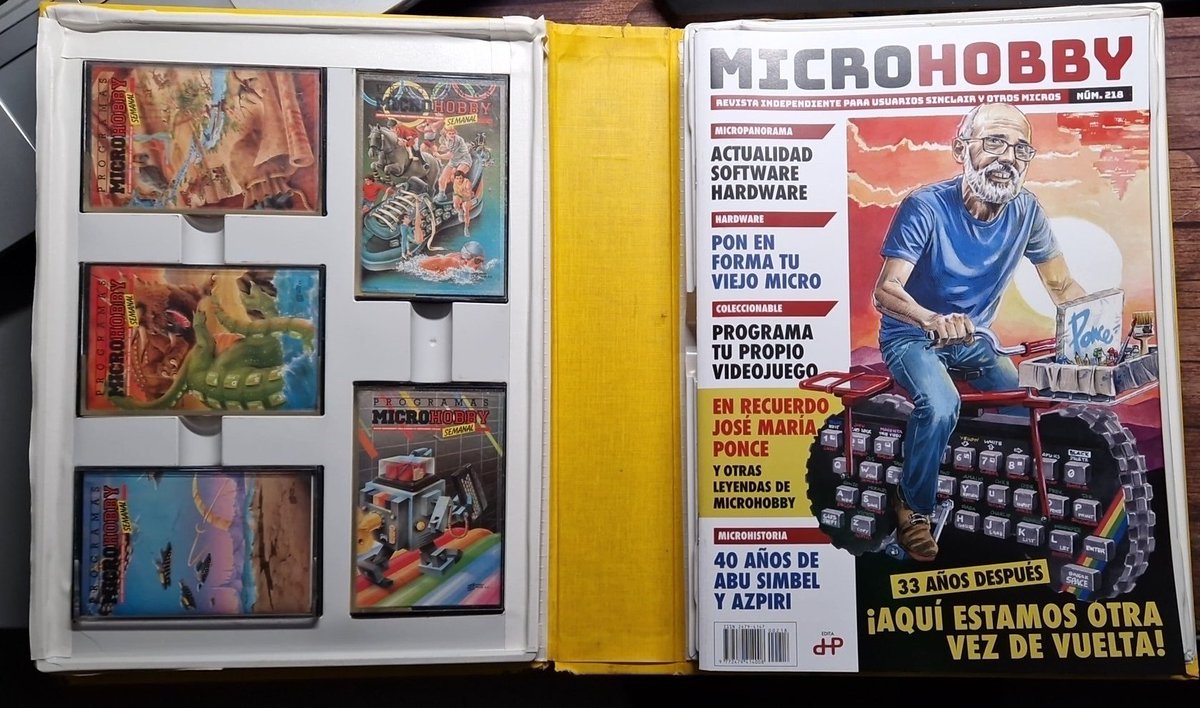 PROGRAMAS
MICROHOBBY
SEMANAL
MICROHOBBY
SEMANAL
PROGRAMAS
MICROHOBBY
SEMANAL
PROGRAMAS
MICROHOBBY
SEMANAL
PROGRAMAS
MICROHOBBY
SEMANAL
MICROHOBBY
REVISTA INDEPENDIENTE PARA USUARIOS SINCLAIR Y OTROS MICROS
NÚM. 218
MICROPANORAMA
ACTUALIDAD
SOFTWARE
HARDWARE
HARDWARE
PON EN
FORMA TU
VIEJO MICRO
COLECCIONABLE
PROGRAMA
TU PROPIO
VIDEOJUEGO
EN RECUERDO
JOSÉ MARÍA
PONCE
Y OTRAS
LEYENDAS DE
MICROHOBBY
MICROHISTORIA
40 AÑOS DE
ABU SIMBEL
Y AZPIRI
Ponce
ENTER
SPACE
33 AÑOS DESPUÉS
¡AQUÍ ESTAMOS OTRA
VEZ DE VUELTA!
EDITA
dHP